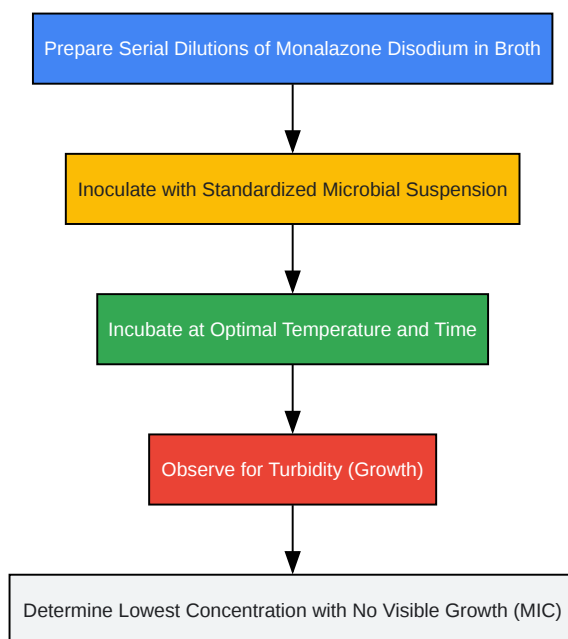 Prepare Serial Dilutions of Monalazone Disodium in Broth
Inoculate with Standardized Microbial Suspension
Incubate at Optimal Temperature and Time
Observe for Turbidity (Growth)
Determine Lowest Concentration with No Visible Growth (MIC)